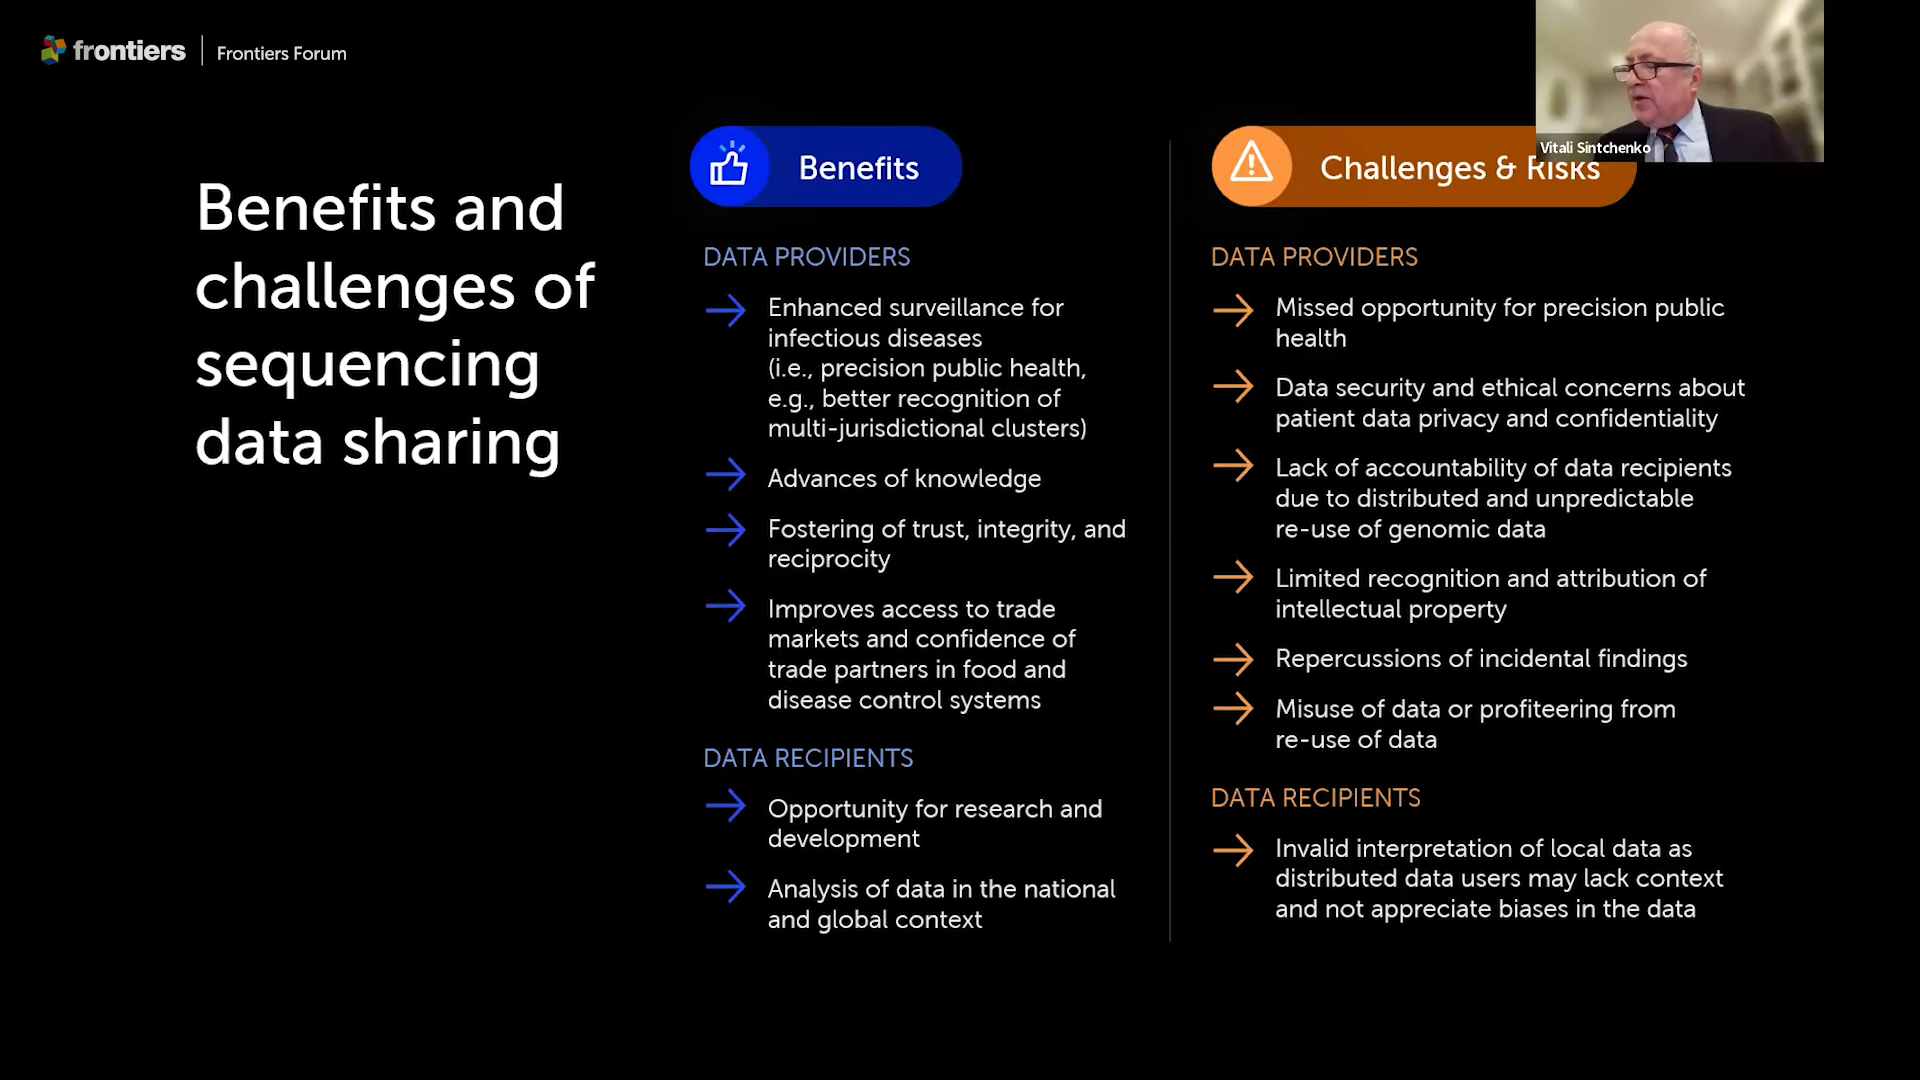 frontiers
Frontiers Forum
Vitali Sintchenko
Benefits and
challenges of
sequencing
data sharing
Benefits
DATA PROVIDERS
Enhanced surveillance for
infectious diseases
(i.e., precision public health,
e.g., better recognition of
multi-jurisdictional clusters)
Advances of knowledge
Fostering of trust, integrity, and
reciprocity
Improves access to trade
markets and confidence of
trade partners in food and
disease control systems
DATA RECIPIENTS
Opportunity for research and
development
Analysis of data in the national
and global context
Challenges & Risks
DATA PROVIDERS
Missed opportunity for precision public
health
Data security and ethical concerns about
patient data privacy and confidentiality
Lack of accountability of data recipients
due to distributed and unpredictable
re-use of genomic data
Limited recognition and attribution of
intellectual property
Repercussions of incidental findings
Misuse of data or profiteering from
re-use of data
DATA RECIPIENTS
Invalid interpretation of local data as
distributed data users may lack context
and not appreciate biases in the data